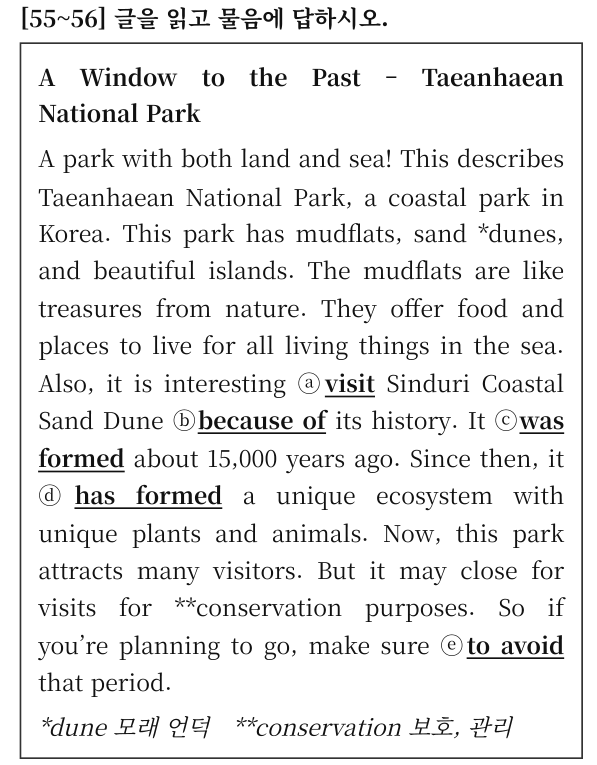 [55~56] 글을 읽고 물음에 답하시오.
A Window to the Past – Taeanhaean
National Park
A park with both land and sea! This describes
Taeanhaean National Park, a coastal park in
Korea. This park has mudflats, sand *dunes,
and beautiful islands. The mudflats are like
treasures from nature. They offer food and
places to live for all living things in the sea.
Also, it is interesting ⓐvisit Sinduri Coastal
Sand Dune ⓑbecause of its history. It ⓒwas
formed about 15,000 years ago. Since then, it
ⓓ has formed a unique ecosystem with
unique plants and animals. Now, this park
attracts many visitors. But it may close for
visits for **conservation purposes. So if
you’re planning to go, make sure ⓔto avoid
that period.
*dune 모래 언덕 **conservation 보호, 관리